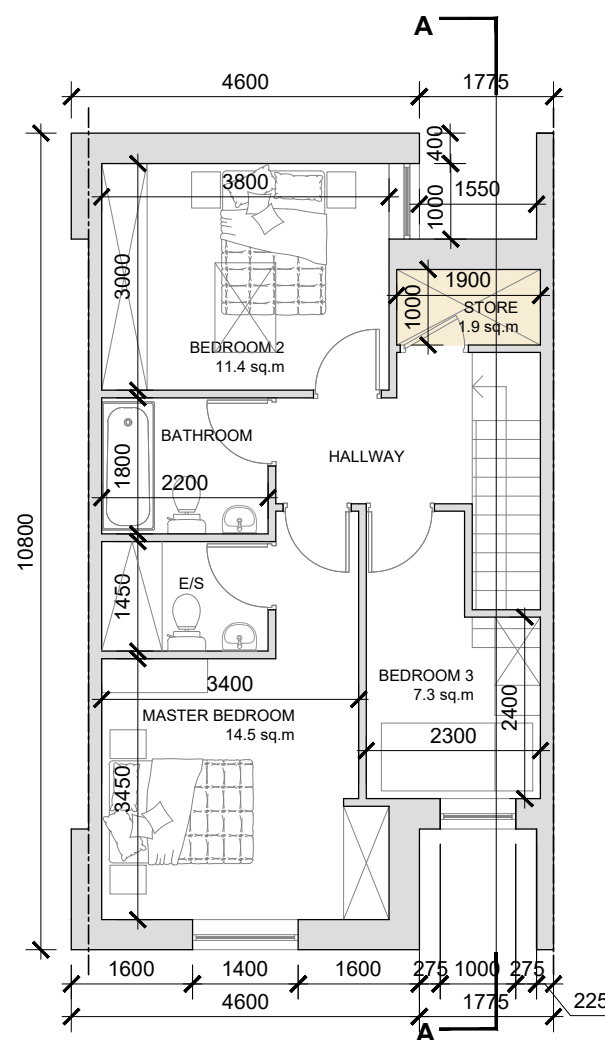 A
4600
1775
400
1000
1550
3800
3000
1900
1000
STORE
1.9 sq.m
BEDROOM 2
11.4 sq.m
BATHROOM
1800
2200
HALLWAY
10800
1450
E/S
3400
BEDROOM 3
7.3 sq.m
2400
MASTER BEDROOM
14.5 sq.m
2300
3450
1600
1400
1600
275
1000
275
225
4600
1775
A